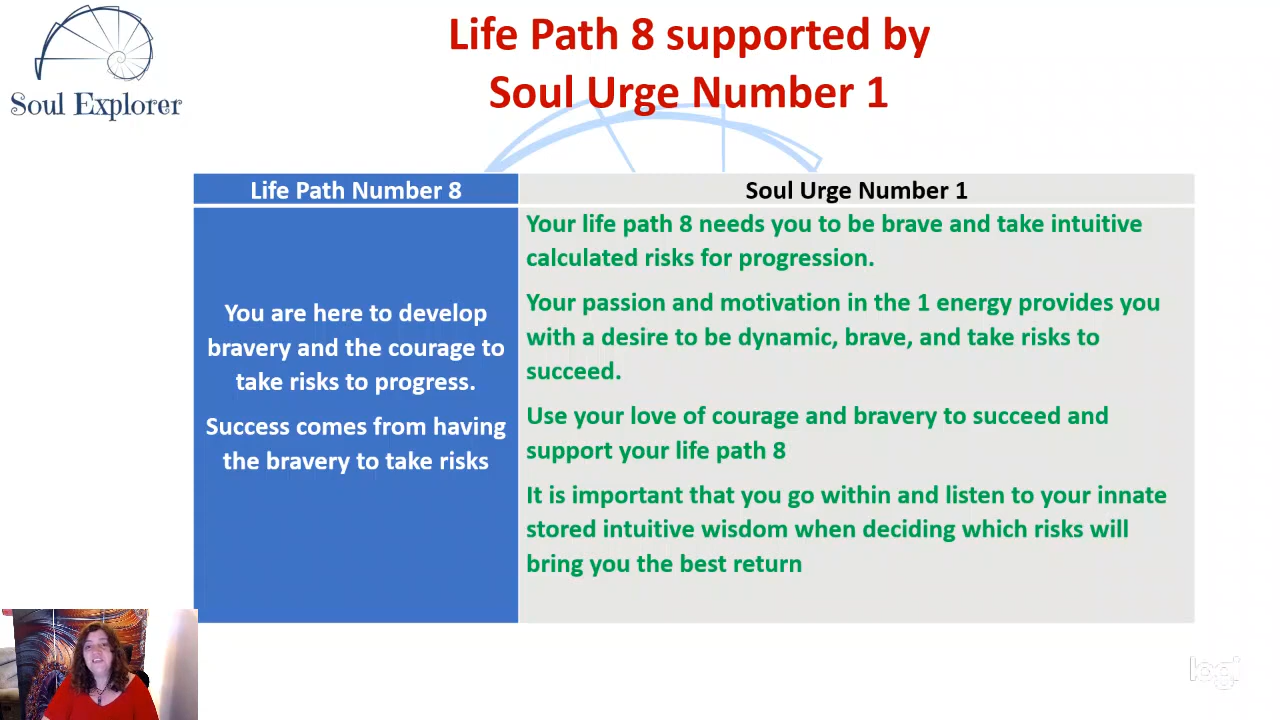 Soul Explorer
Life Path 8 supported by
Soul Urge Number 1
Life Path Number 8
Soul Urge Number 1
You are here to develop
bravery and the courage to
take risks to progress.
Success comes from having
the bravery to take risks
Your life path 8 needs you to be brave and take intuitive
calculated risks for progression.
Your passion and motivation in the 1 energy provides you
with a desire to be dynamic, brave, and take risks to
succeed.
Use your love of courage and bravery to succeed and
support your life path 8
It is important that you go within and listen to your innate
stored intuitive wisdom when deciding which risks will
bring you the best return
logi